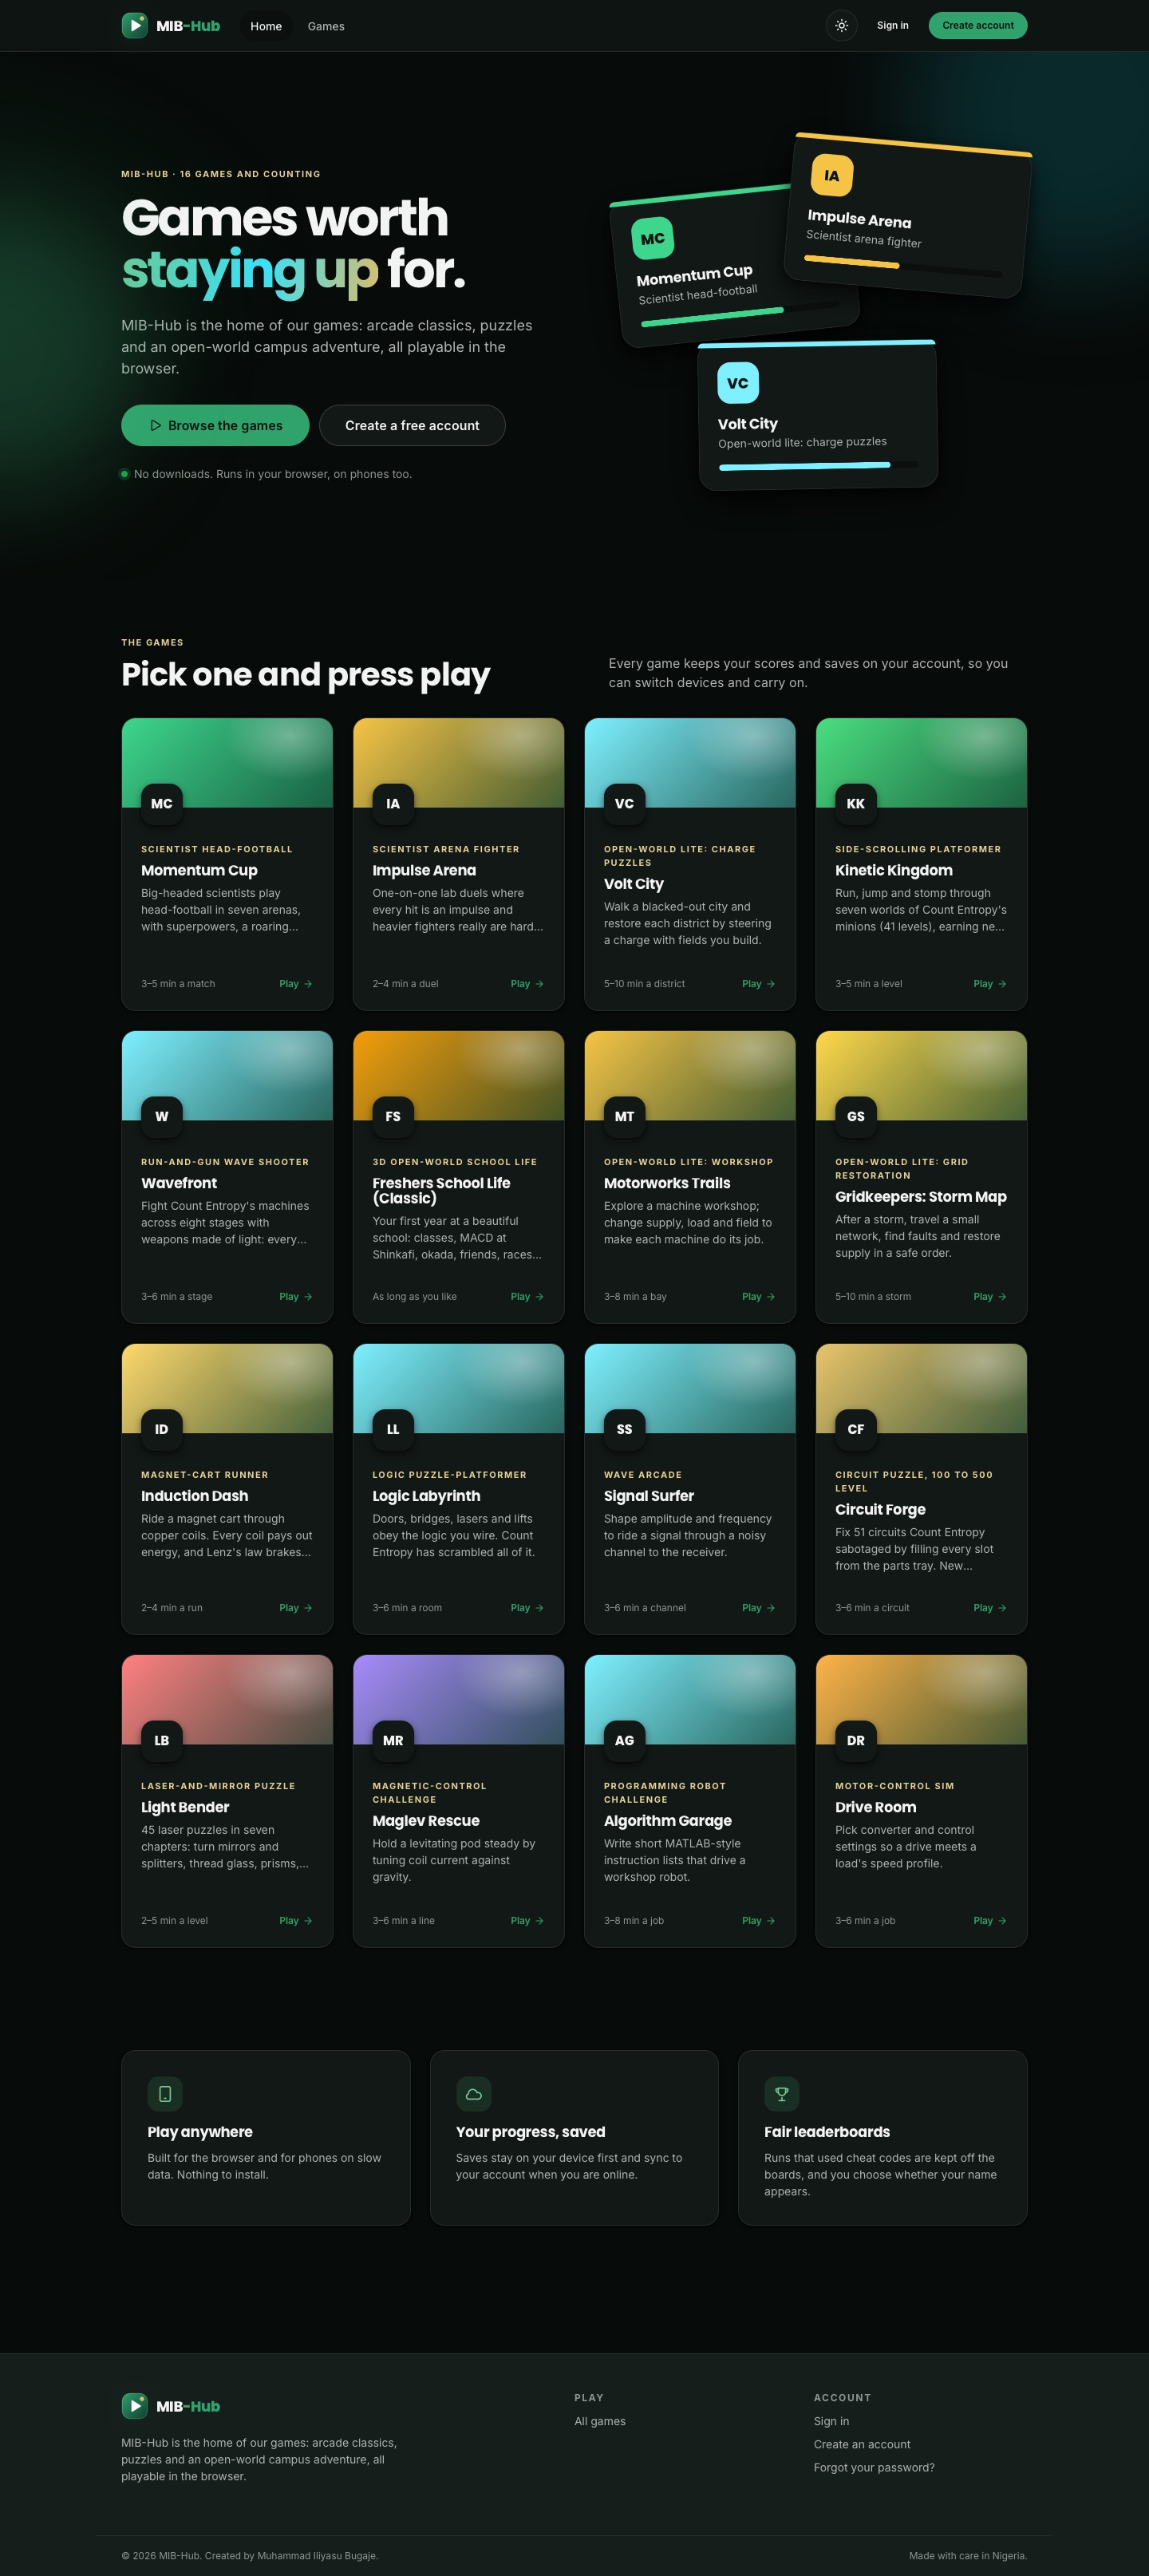 MIB-Hub
Home
Games
Sign in
Create account
MIB-HUB · 16 GAMES AND COUNTING
Games worth
staying up for.
MIB-Hub is the home of our games: arcade classics, puzzles
and an open-world campus adventure, all playable in the
browser.
Browse the games
Create a free account
No downloads. Runs in your browser, on phones too.
MC
Momentum Cup
Scientist head-football
IA
Impulse Arena
Scientist arena fighter
VC
Volt City
Open-world lite: charge puzzles
THE GAMES
Pick one and press play
Every game keeps your scores and saves on your account, so you
can switch devices and carry on.
MC
SCIENTIST HEAD-FOOTBALL
Momentum Cup
Big-headed scientists play
head-football in seven arenas,
with superpowers, a roaring...
3–5 min a match
Play →
IA
SCIENTIST ARENA FIGHTER
Impulse Arena
One-on-one lab duels where
every hit is an impulse and
heavier fighters really are hard...
2–4 min a duel
Play →
VC
OPEN-WORLD LITE: CHARGE
PUZZLES
Volt City
Walk a blacked-out city and
restore each district by steering
a charge with fields you build.
5–10 min a district
Play →
KK
SIDE-SCROLLING PLATFORMER
Kinetic Kingdom
Run, jump and stomp through
seven worlds of Count Entropy's
minions (41 levels), earning ne...
3–5 min a level
Play →
W
RUN-AND-GUN WAVE SHOOTER
Wavefront
Fight Count Entropy's machines
across eight stages with
weapons made of light: every...
3–6 min a stage
Play →
FS
3D OPEN-WORLD SCHOOL LIFE
Freshers School Life
(Classic)
Your first year at a beautiful
school: classes, MACD at
Shinkafi, okada, friends, races...
As long as you like
Play →
MT
OPEN-WORLD LITE: WORKSHOP
Motorworks Trails
Explore a machine workshop;
change supply, load and field to
make each machine do its job.
3–8 min a bay
Play →
GS
OPEN-WORLD LITE: GRID
RESTORATION
Gridkeepers: Storm Map
After a storm, travel a small
network, find faults and restore
supply in a safe order.
5–10 min a storm
Play →
ID
MAGNET-CART RUNNER
Induction Dash
Ride a magnet cart through
copper coils. Every coil pays out
energy, and Lenz's law brakes...
2–4 min a run
Play →
LL
LOGIC PUZZLE-PLATFORMER
Logic Labyrinth
Doors, bridges, lasers and lifts
obey the logic you wire. Count
Entropy has scrambled all of it.
3–6 min a room
Play →
SS
WAVE ARCADE
Signal Surfer
Shape amplitude and frequency
to ride a signal through a noisy
channel to the receiver.
3–6 min a channel
Play →
CF
CIRCUIT PUZZLE, 100 TO 500
LEVEL
Circuit Forge
Fix 51 circuits Count Entropy
sabotaged by filling every slot
from the parts tray. New...
3–6 min a circuit
Play →
LB
LASER-AND-MIRROR PUZZLE
Light Bender
45 laser puzzles in seven
chapters: turn mirrors and
splitters, thread glass, prisms,...
2–5 min a level
Play →
MR
MAGNETIC-CONTROL
CHALLENGE
Maglev Rescue
Hold a levitating pod steady by
tuning coil current against
gravity.
3–6 min a line
Play →
AG
PROGRAMMING ROBOT
CHALLENGE
Algorithm Garage
Write short MATLAB-style
instruction lists that drive a
workshop robot.
3–8 min a job
Play →
DR
MOTOR-CONTROL SIM
Drive Room
Pick converter and control
settings so a drive meets a
load's speed profile.
3–6 min a job
Play →
Play anywhere
Built for the browser and for phones on slow
data. Nothing to install.
Your progress, saved
Saves stay on your device first and sync to
your account when you are online.
Fair leaderboards
Runs that used cheat codes are kept off the
boards, and you choose whether your name
appears.
MIB-Hub
MIB-Hub is the home of our games: arcade classics,
puzzles and an open-world campus adventure, all
playable in the browser.
PLAY
All games
ACCOUNT
Sign in
Create an account
Forgot your password?
© 2026 MIB-Hub. Created by Muhammad Iliyasu Bugaje.
Made with care in Nigeria.